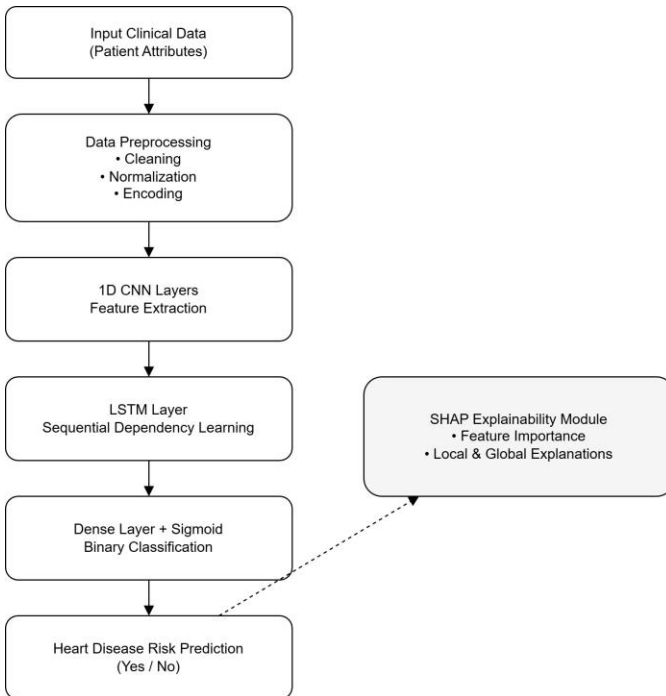 Input Clinical Data
(Patient Attributes)
Data Preprocessing
• Cleaning
• Normalization
• Encoding
1D CNN Layers
Feature Extraction
LSTM Layer
Sequential Dependency Learning
SHAP Explainability Module
• Feature Importance
• Local & Global Explanations
Dense Layer + Sigmoid
Binary Classification
Heart Disease Risk Prediction
(Yes / No)